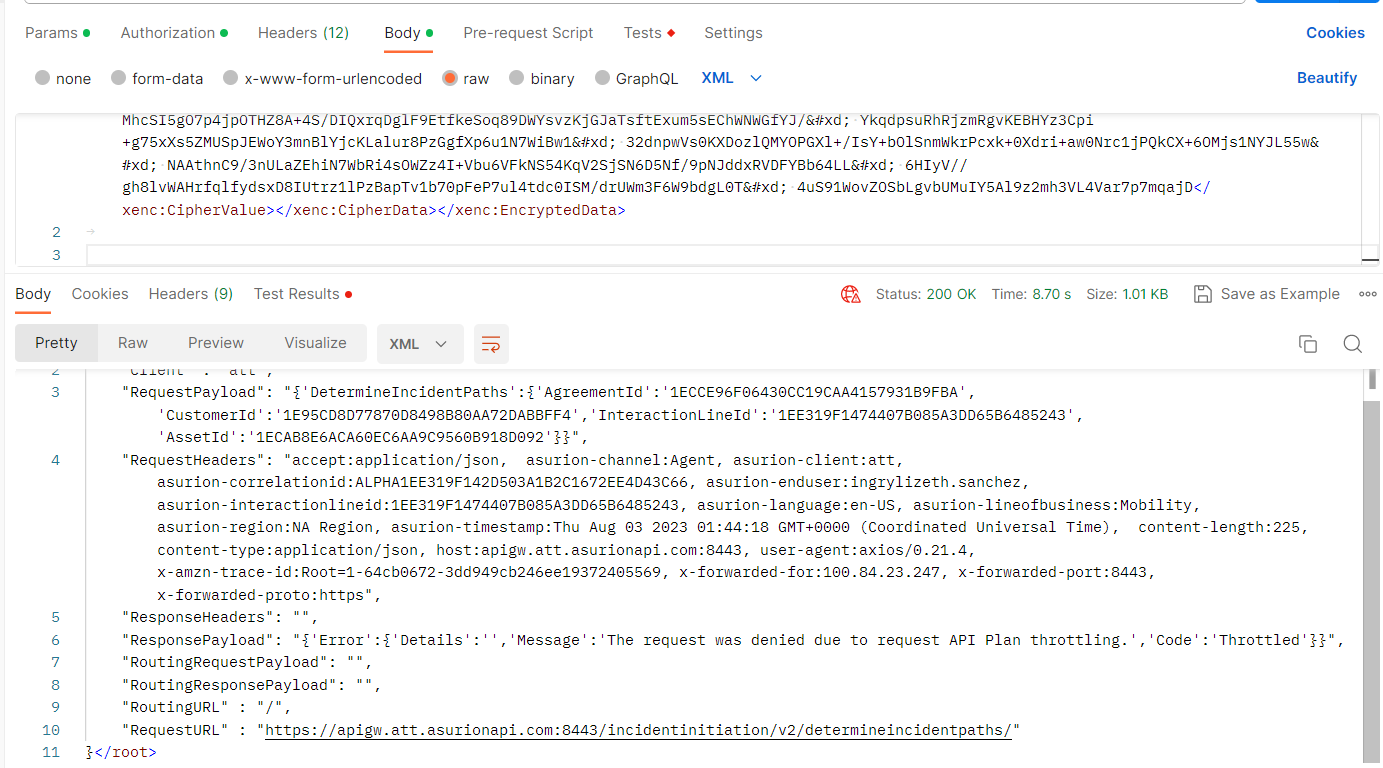 Params Authorization Headers (12) Body Pre-request Script Tests Settings Cookies
none form-data x-www-form-urlencoded raw binary GraphQL XML Beautify
MhcSI5gO7p4jpOTHZ8A+4S/DIQxrqDglF9EtfkeSoq89DWYsvzKjGJaTsftExum5sEChWNWGfYJ/&#xd; YkqdpsuRhRjzmRgvKEBHYz3Cpi
+g75xXs5ZMUSpJEWoY3mnBlYjcKLalur8PzGgfXp6u1N7WiBw1&#xd; 32dnpwVs0KXDozlQMYOPGXl+/IsY+bOlSnmWkrPcxk+0Xdri+aw0Nrc1jPQkCX+6OMjs1NYJL55w&
#xd; NAAthnC9/3nULaZEhiN7WbRi4sOWZz4I+Vbu6VFkNS54KqV2SjSN6D5Nf/9pNJddxRVDFYBb64LL&#xd; 6HIyV//
gh8lvWAHrfqlfydsxD8IUtrz1lPzBapTv1b70pFeP7ul4tdc0ISM/drUWm3F6W9bdgL0T&#xd; 4uS91WovZOSbLgvbUMuIY5Al9z2mh3VL4Var7p7mqajD</
xenc:CipherValue></xenc:CipherData></xenc:EncryptedData>
2
3
Body Cookies Headers (9) Test Results Status: 200 OK Time: 8.70 s Size: 1.01 KB Save as Example
Pretty Raw Preview Visualize XML
2 "Client" : "att",
3 "RequestPayload": "{'DetermineIncidentPaths':{'AgreementId':'1ECCE96F06430CC19CAA4157931B9FBA',
'CustomerId':'1E95CD8D77870D8498B80AA72DABBFF4','InteractionLineId':'1EE319F1474407B085A3DD65B6485243',
'AssetId':'1ECAB8E6ACA60EC6AA9C9560B918D092'}}",
4 "RequestHeaders": "accept:application/json, asurion-channel:Agent, asurion-client:att,
asurion-correlationid:ALPHA1EE319F142D503A1B2C1672EE4D43C66, asurion-enduser:ingrylizeth.sanchez,
asurion-interactionlineid:1EE319F1474407B085A3DD65B6485243, asurion-language:en-US, asurion-lineofbusiness:Mobility,
asurion-region:NA Region, asurion-timestamp:Thu Aug 03 2023 01:44:18 GMT+0000 (Coordinated Universal Time), content-length:225,
content-type:application/json, host:apigw.att.asurionapi.com:8443, user-agent:axios/0.21.4,
x-amzn-trace-id:Root=1-64cb0672-3dd949cb246ee19372405569, x-forwarded-for:100.84.23.247, x-forwarded-port:8443,
x-forwarded-proto:https",
5 "ResponseHeaders": "",
6 "ResponsePayload": "{'Error':{'Details':'','Message':'The request was denied due to request API Plan throttling.','Code':'Throttled'}}",
7 "RoutingRequestPayload": "",
8 "RoutingResponsePayload": "",
9 "RoutingURL" : "/",
10 "RequestURL" : "https://apigw.att.asurionapi.com:8443/incidentinitiation/v2/determineincidentpaths/"
11 }</root>